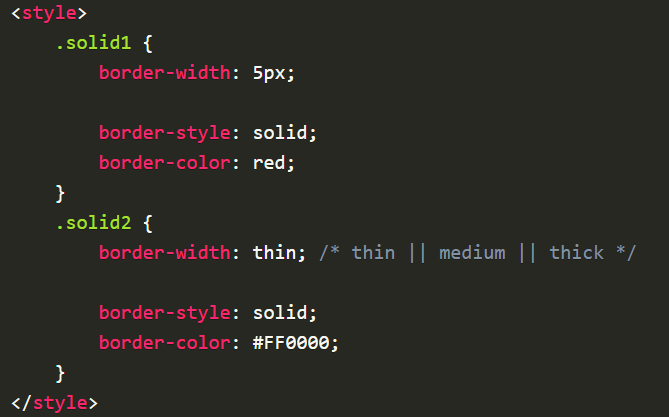 <style>
    .solid1 {
        border-width: 5px;

        border-style: solid;
        border-color: red;
    }
    .solid2 {
        border-width: thin; /* thin || medium || thick */

        border-style: solid;
        border-color: #FF0000;
    }
</style>